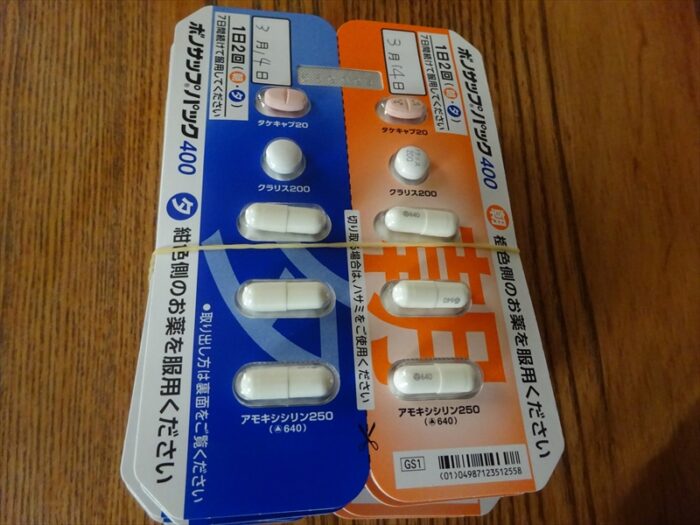 ボノサップ®パック400
1日2回(朝・夕)
7日間続けて服用してください
3月14日
タケキャブ20
クラリス200
夕 紺色側のお薬を服用ください
●取り出し方は裏面をご覧ください
アモキシシリン250
(640)
切り取る場合は、ハサミをご使用ください
ボノサップ®パック400
1日2回(朝・夕)
7日間続けて服用してください
3月14日
タケキャブ20
クラリス200
朝
640
640
640
朝 橙色側のお薬を服用ください
アモキシシリン250
(640)
GS1
(01)04987123512558